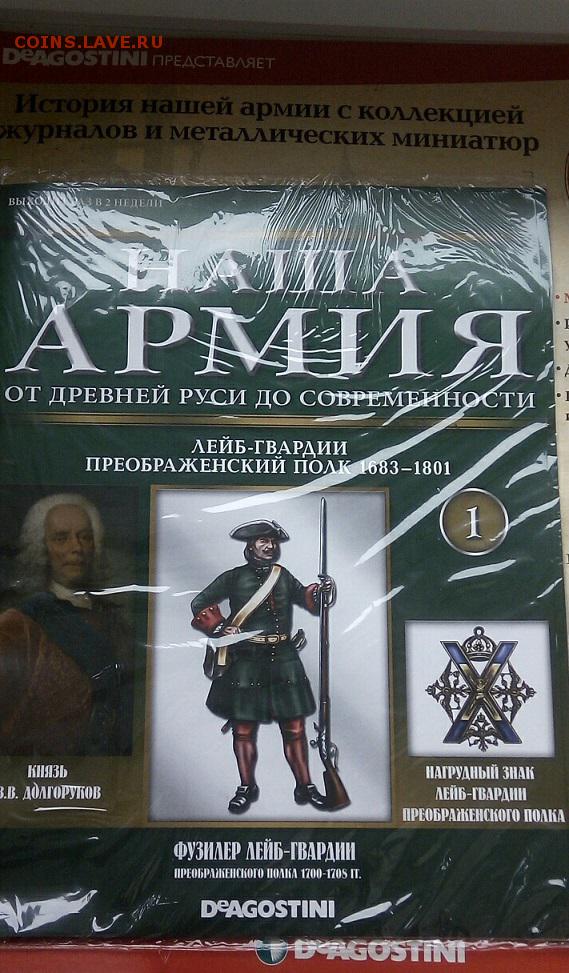 COINS.LAVE.RU
DEAGOSTINI ПРЕДСТАВЛЯЕТ
История нашей армии с коллекцией
журналов и металлических миниатюр
ВЫХОДИТ РАЗ В 2 НЕДЕЛИ
НАША
АРМИЯ
ОТ ДРЕВНЕЙ РУСИ ДО СОВРЕМЕННОСТИ
ЛЕЙБ-ГВАРДИИ
ПРЕОБРАЖЕНСКИЙ ПОЛК 1683–1801
1
КНЯЗЬ
В.В. ДОЛГОРУКОВ
НАГРУДНЫЙ ЗНАК
ЛЕЙБ-ГВАРДИИ
ПРЕОБРАЖЕНСКОГО ПОЛКА
ФУЗИЛЕР ЛЕЙБ-ГВАРДИИ
ПРЕОБРАЖЕНСКОГО ПОЛКА 1700-1708 ГГ.
DEAGOSTINI
DEAGOSTINI